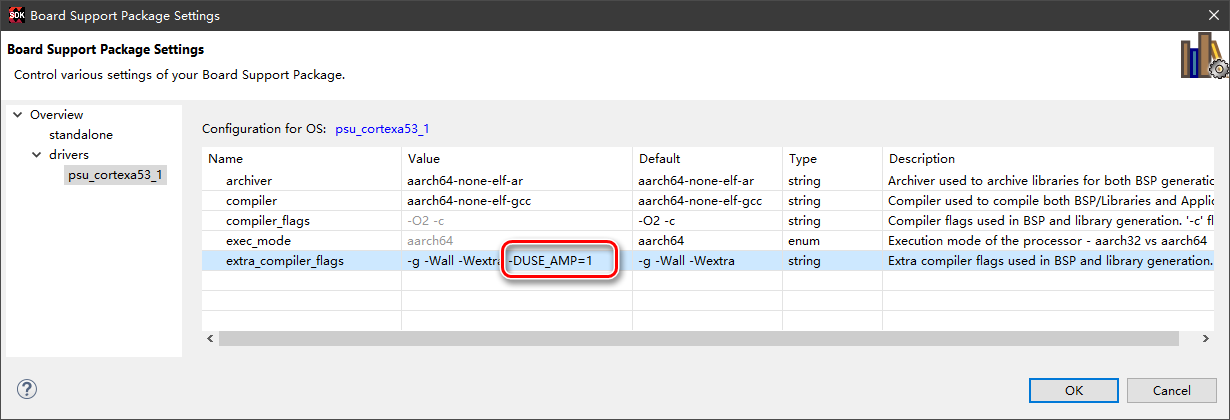 SDK Board Support Package Settings
Board Support Package Settings
Control various settings of your Board Support Package.
Overview
standalone
drivers
psu_cortexa53_1
Configuration for OS: psu_cortexa53_1
Name Value Default Type Description
archiver aarch64-none-elf-ar aarch64-none-elf-ar string Archiver used to archive libraries for both BSP generatio
compiler aarch64-none-elf-gcc aarch64-none-elf-gcc string Compiler used to compile both BSP/Libraries and Applic
compiler_flags -O2 -c -O2 -c string Compiler flags used in BSP and library generation. '-c' fl
exec_mode aarch64 aarch64 enum Execution mode of the processor - aarch32 vs aarch64
extra_compiler_flags -g -Wall -Wextra -DUSE_AMP=1 -g -Wall -Wextra string Extra compiler flags used in BSP and library generation.
?
OK Cancel